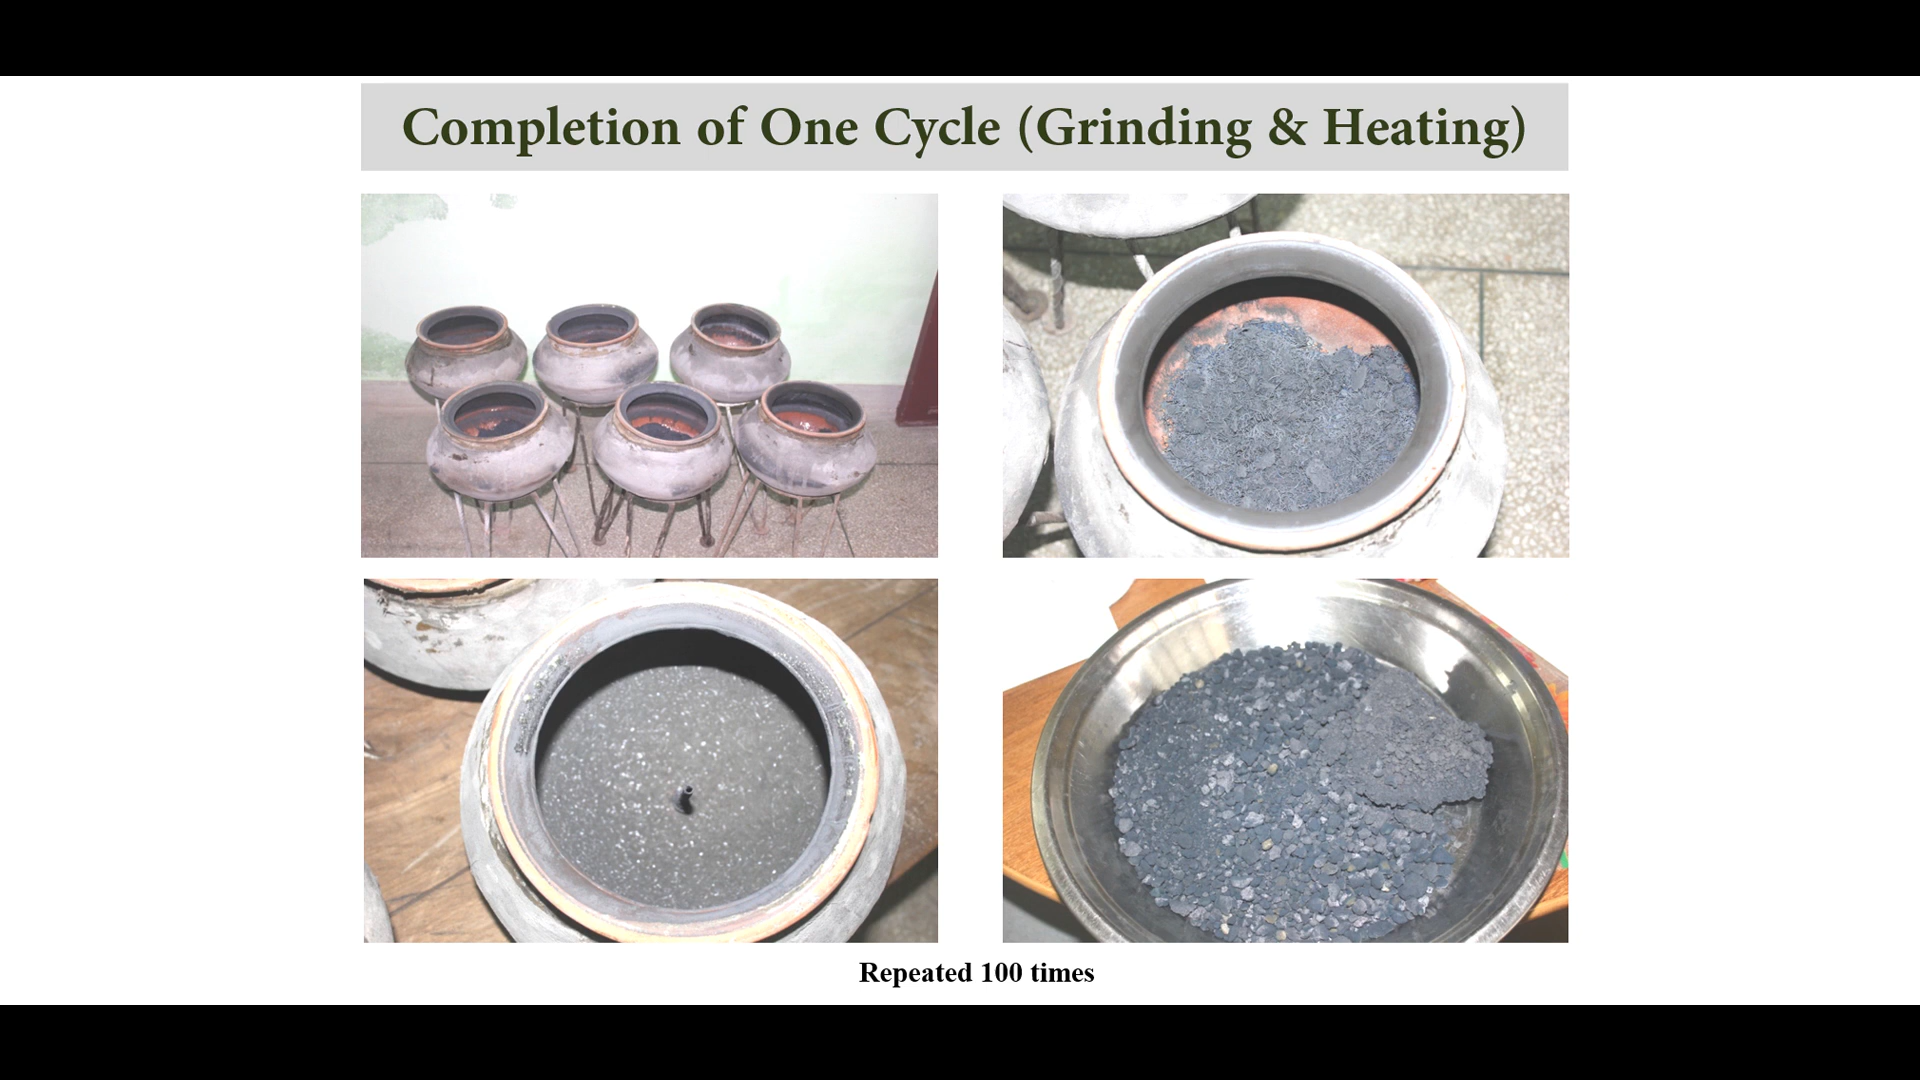 Completion of One Cycle (Grinding & Heating)
Repeated 100 times